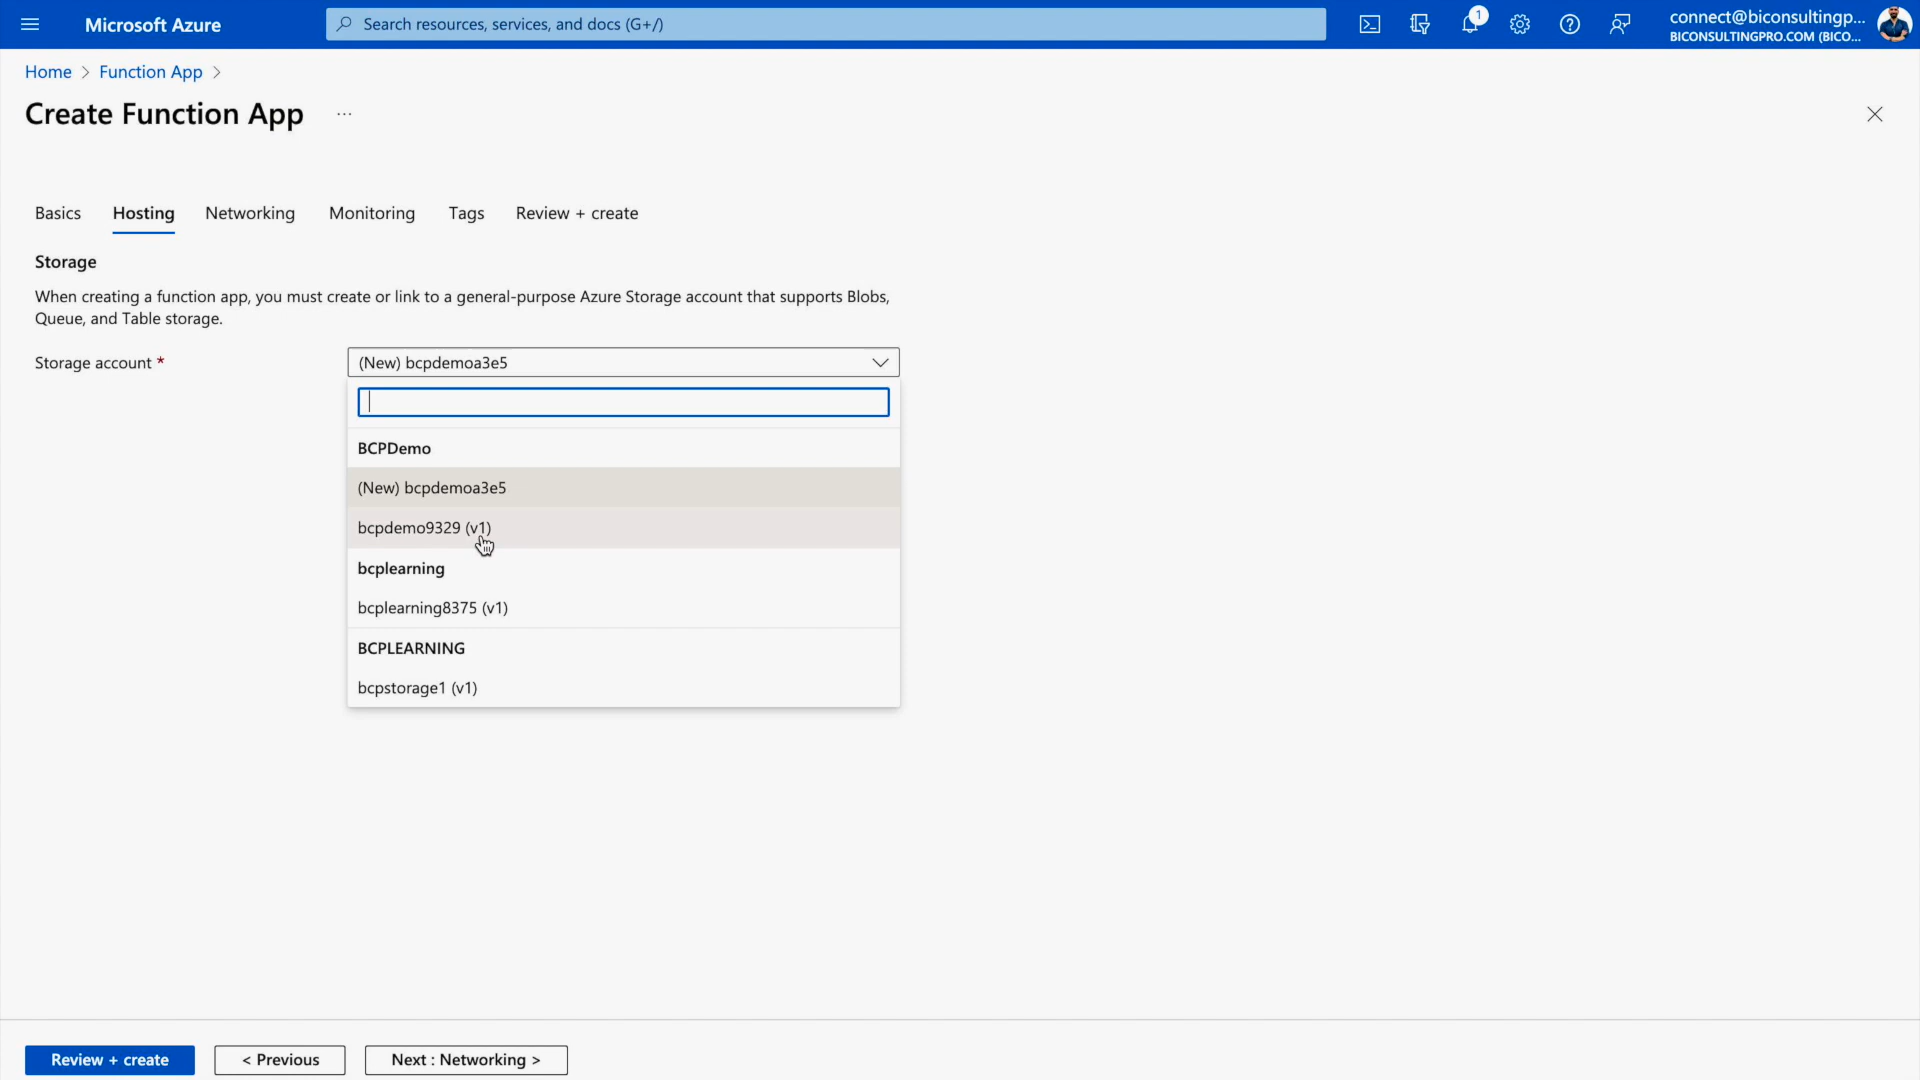 Microsoft Azure
Search resources, services, and docs (G+/)
1
connect@biconsultingp...
BICONSULTINGPRO.COM (BICO...
Home > Function App >
Create Function App ...
Basics
Hosting
Networking
Monitoring
Tags
Review + create
Storage
When creating a function app, you must create or link to a general-purpose Azure Storage account that supports Blobs,
Queue, and Table storage.
Storage account *
(New) bcpdemoa3e5
BCPDemo
(New) bcpdemoa3e5
bcpdemo9329 (v1)
bcplearning
bcplearning8375 (v1)
BCPLEARNING
bcpstorage1 (v1)
Review + create
< Previous
Next : Networking >